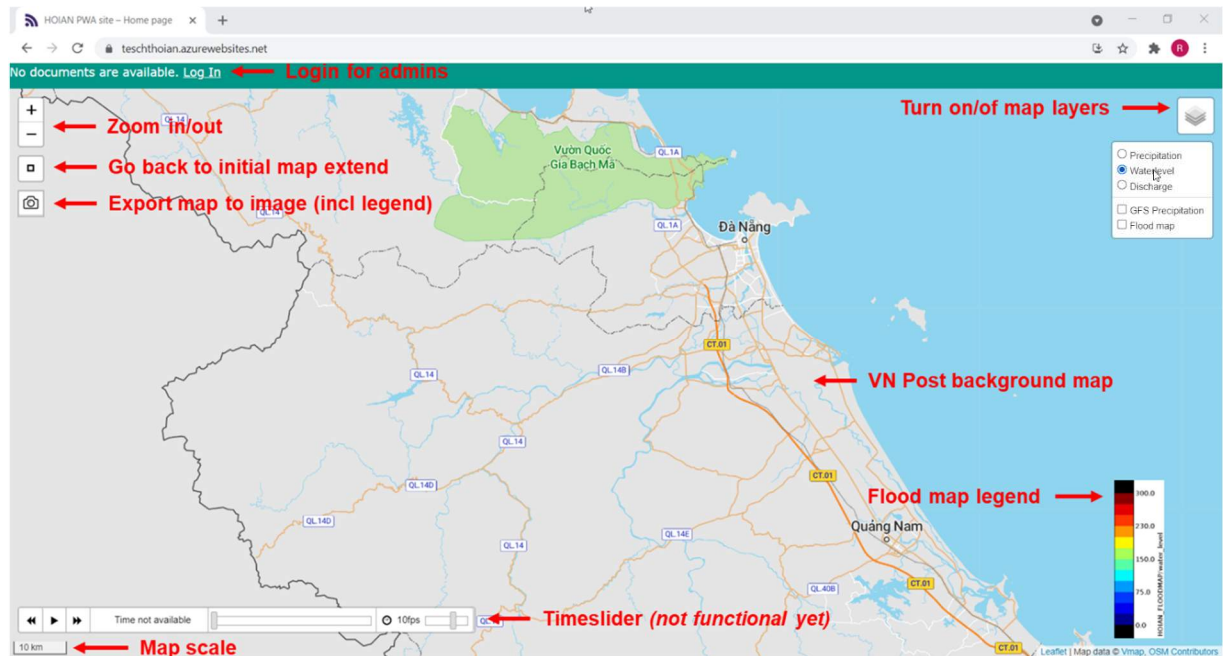 HOIAN PWA site – Home page
teschthoian.azurewebsites.net
R
No documents are available. Log In
Login for admins
Turn on/of map layers
+
Zoom in/out
−
Go back to initial map extend
Export map to image (incl legend)
Precipitation
Waterlevel
Discharge
GFS Precipitation
Flood map
QL.14
Vườn Quốc
Gia Bạch Mã
QL.1A
QL.1A
Đà Nẵng
CT.01
QL.14B
QL.14
VN Post background map
QL.14
CT.01
QL.14D
Flood map legend
300.0
230.0
150.0
75.0
0.0
HOIAN_FLOODMAP.water_level
QL.14D
Quảng Nam
QL.14E
QL.14
QL.40B
CT.01
Time not available
10fps
Timeslider (not functional yet)
10 km
Map scale
CT.01
Leaflet | Map data © Vmap, OSM Contributors